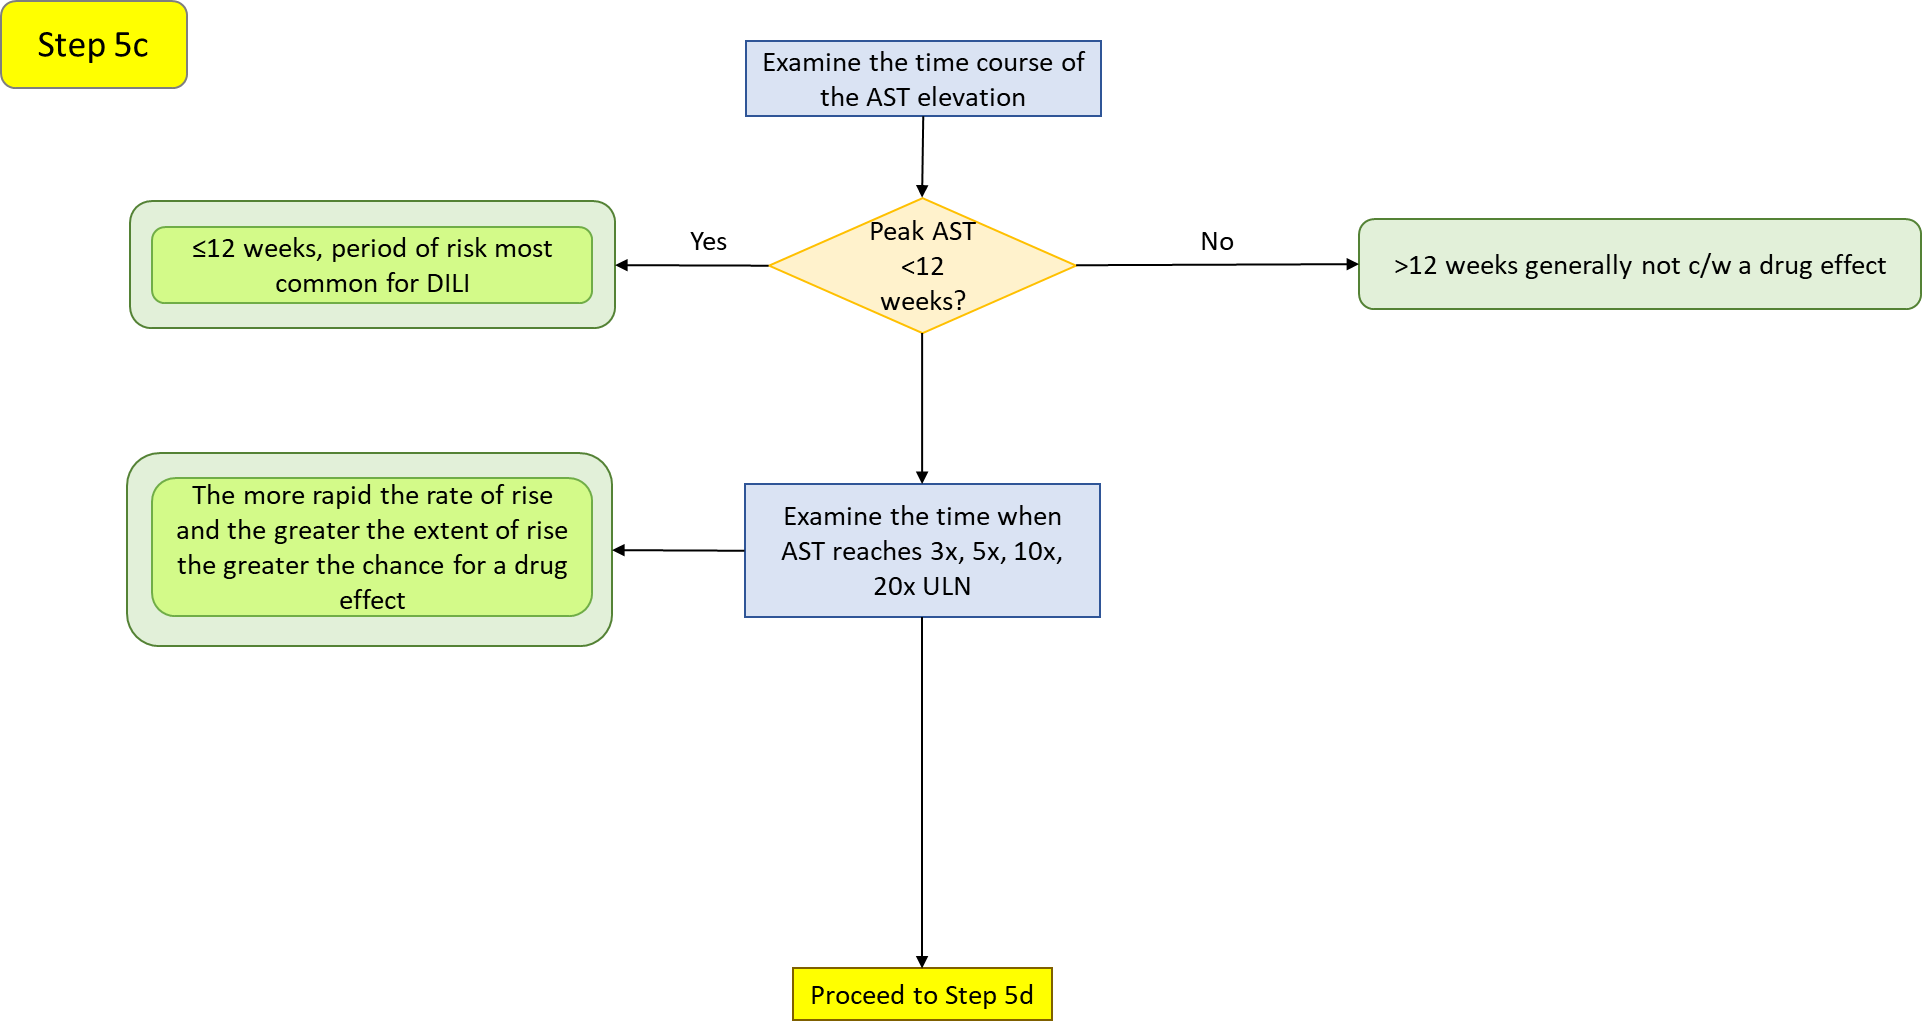 Step 5c
Examine the time course of
the AST elevation
Peak AST
<12
weeks?
Yes
No
≤12 weeks, period of risk most
common for DILI
>12 weeks generally not c/w a drug effect
The more rapid the rate of rise
and the greater the extent of rise
the greater the chance for a drug
effect
Examine the time when
AST reaches 3x, 5x, 10x,
20x ULN
Proceed to Step 5d